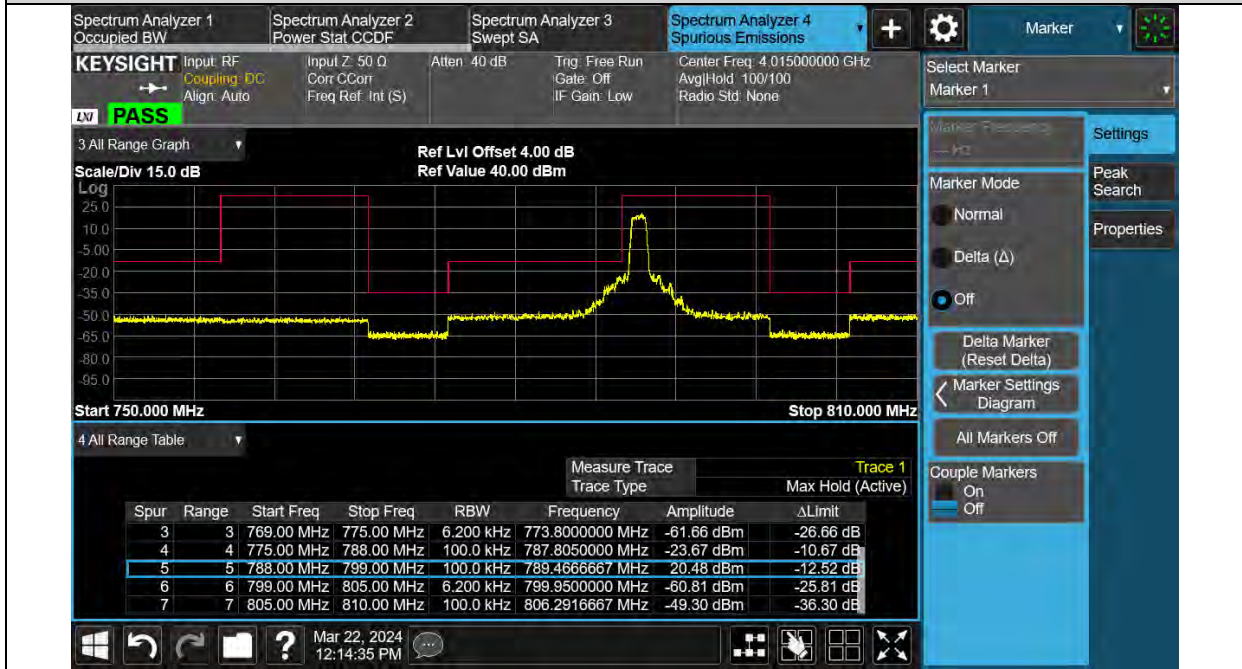 Spectrum Analyzer 1
Occupied BW
Spectrum Analyzer 2
Power Stat CCDF
Spectrum Analyzer 3
Swept SA
Spectrum Analyzer 4
Spurious Emissions
+
Marker
KEYSIGHT
Input: RF
Coupling: DC
Align: Auto
Input Z: 50 Ω
Corr CCorr
Freq Ref: Int (S)
Atten: 40 dB
Trig: Free Run
Gate: Off
IF Gain: Low
Center Freq: 4.015000000 GHz
Avg|Hold: 100/100
Radio Std: None
LXI
PASS
Select Marker
Marker 1
3 All Range Graph
Scale/Div 15.0 dB
Ref Lvl Offset 4.00 dB
Ref Value 40.00 dBm
Log
25.0
10.0
-5.00
-20.0
-35.0
-50.0
-65.0
-80.0
-95.0
Start 750.000 MHz
Stop 810.000 MHz
Marker Frequency
--- Hz
Marker Mode
Normal
Delta (Δ)
Off
Delta Marker
(Reset Delta)
Marker Settings
Diagram
All Markers Off
Couple Markers
On
Off
Settings
Peak
Search
Properties
4 All Range Table
Measure Trace Trace 1
Trace Type Max Hold (Active)
Spur Range Start Freq Stop Freq RBW Frequency Amplitude ΔLimit
3 3 769.00 MHz 775.00 MHz 6.200 kHz 773.8000000 MHz -61.66 dBm -26.66 dB
4 4 775.00 MHz 788.00 MHz 100.0 kHz 787.8050000 MHz -23.67 dBm -10.67 dB
5 5 788.00 MHz 799.00 MHz 100.0 kHz 789.4666667 MHz 20.48 dBm -12.52 dB
6 6 799.00 MHz 805.00 MHz 6.200 kHz 799.9500000 MHz -60.81 dBm -25.81 dB
7 7 805.00 MHz 810.00 MHz 100.0 kHz 806.2916667 MHz -49.30 dBm -36.30 dB
?
Mar 22, 2024
12:14:35 PM